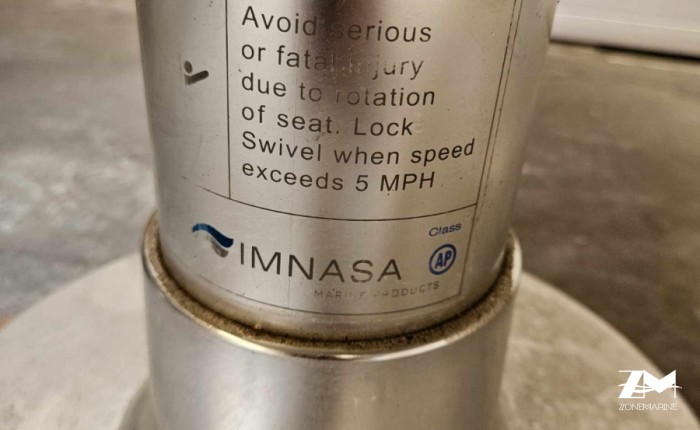 Avoid serious
or fatal injury
due to rotation
of seat. Lock
Swivel when speed
exceeds 5 MPH
Class
AP
IMNASA
MARINE PRODUCTS
ZM
ZONEMARINE